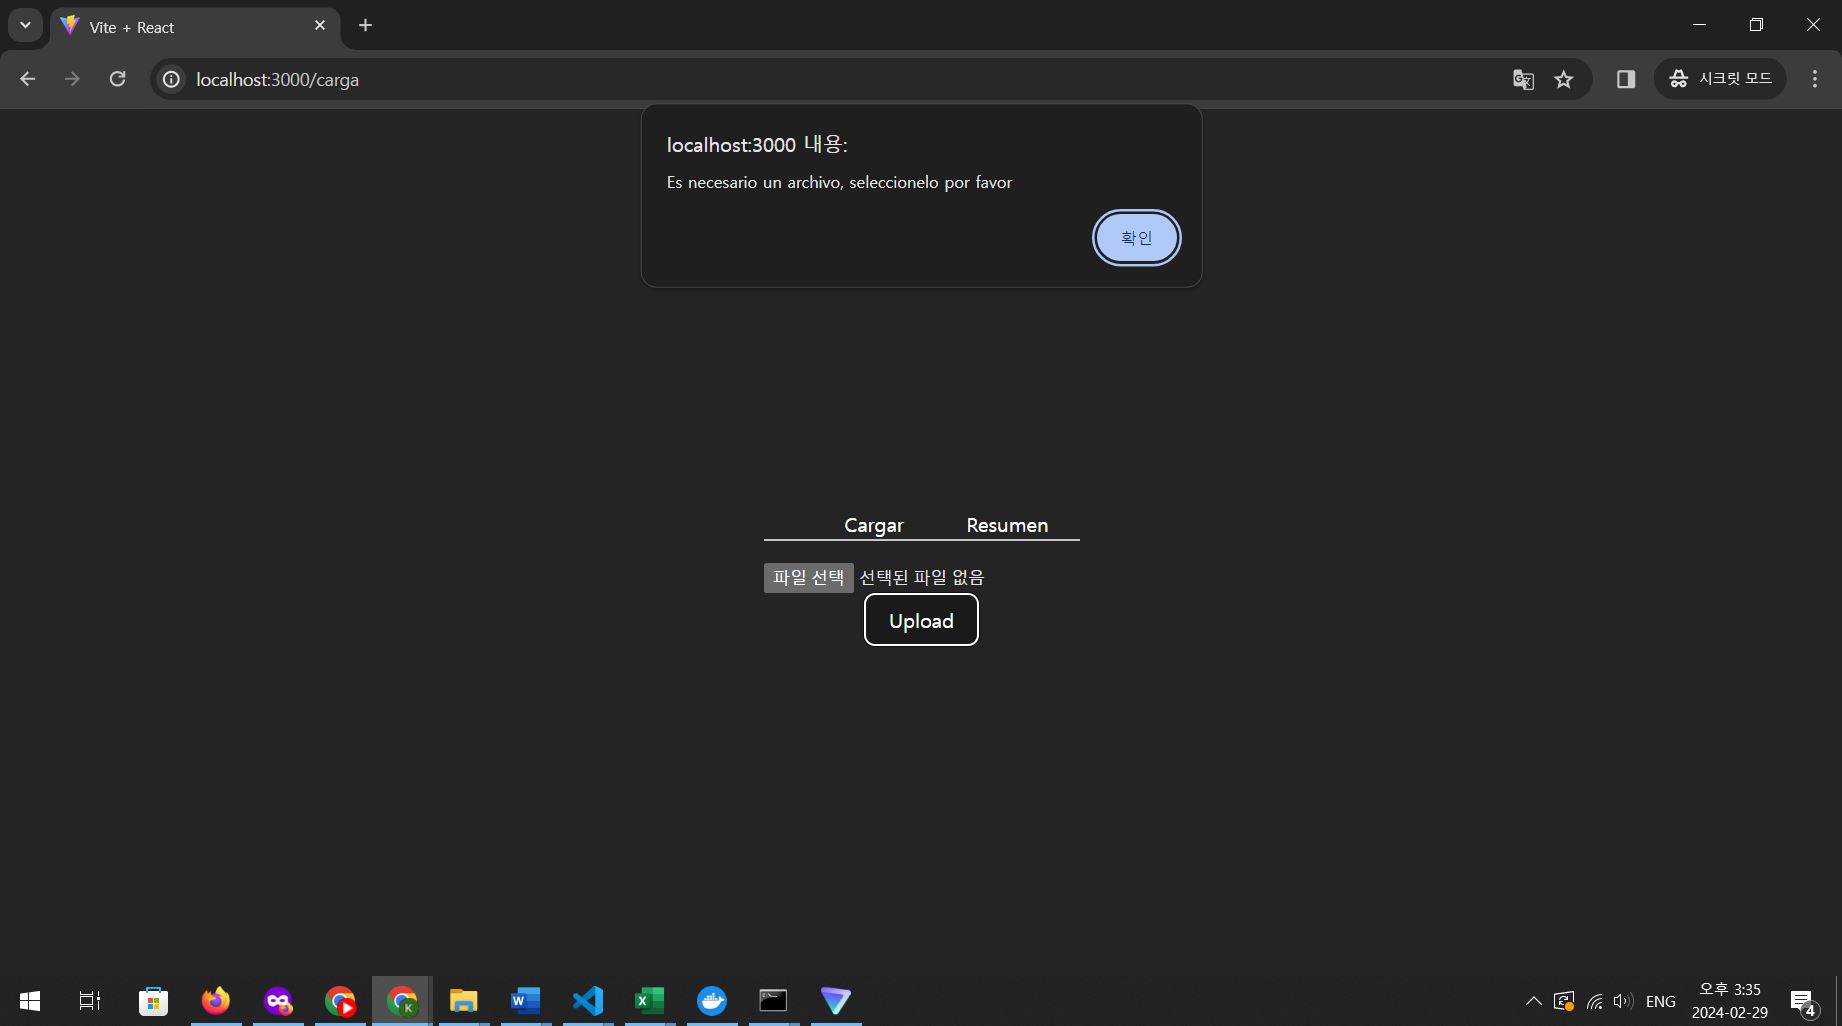 Vite + React
localhost:3000/carga
시크릿 모드
localhost:3000 내용:
Es necesario un archivo, seleccionelo por favor
확인
Cargar Resumen
파일 선택 선택된 파일 없음
Upload
ENG
오후 3:35
2024-02-29
4